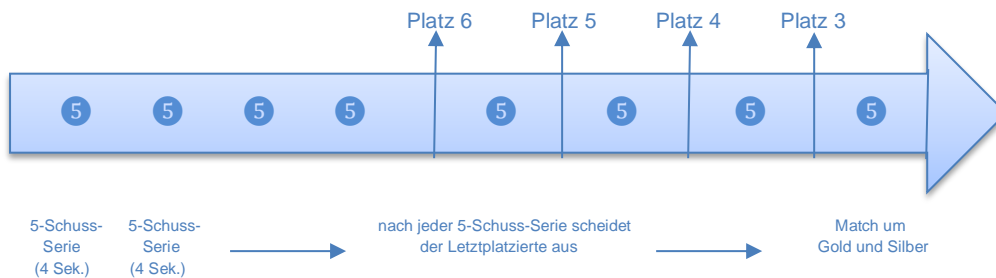 Platz 6 Platz 5 Platz 4 Platz 3
5 5 5 5 5 5 5 5
5-Schuss-
Serie
(4 Sek.)
5-Schuss-
Serie
(4 Sek.)
nach jeder 5-Schuss-Serie scheidet
der Letztplatzierte aus
Match um
Gold und Silber